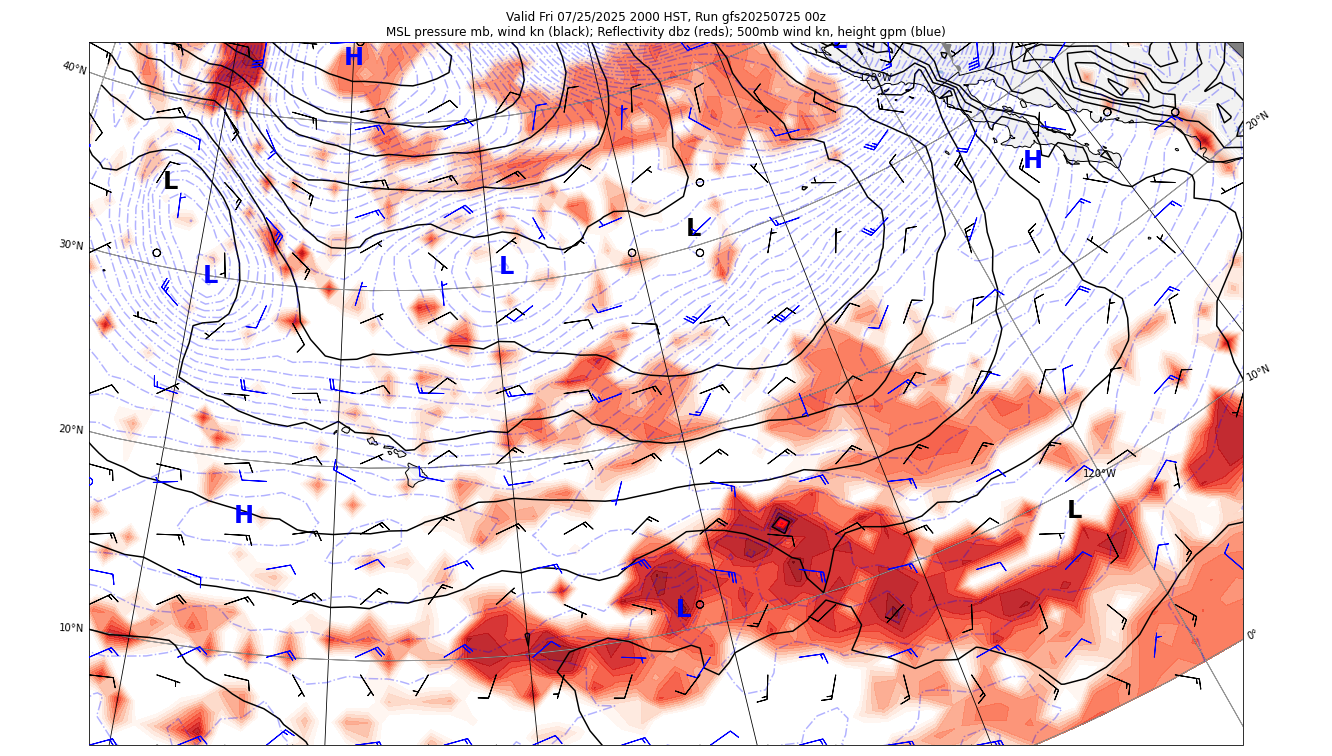 Valid Fri 07/25/2025 2000 HST, Run gfs20250725 00z
MSL pressure mb, wind kn (black); Reflectivity dbz (reds); 500mb wind kn, height gpm (blue)
L
H
40°N
120°W
20°N
H
L
L
30°N
L
L
10°N
20°N
120°W
H
L
L
10°N
0°